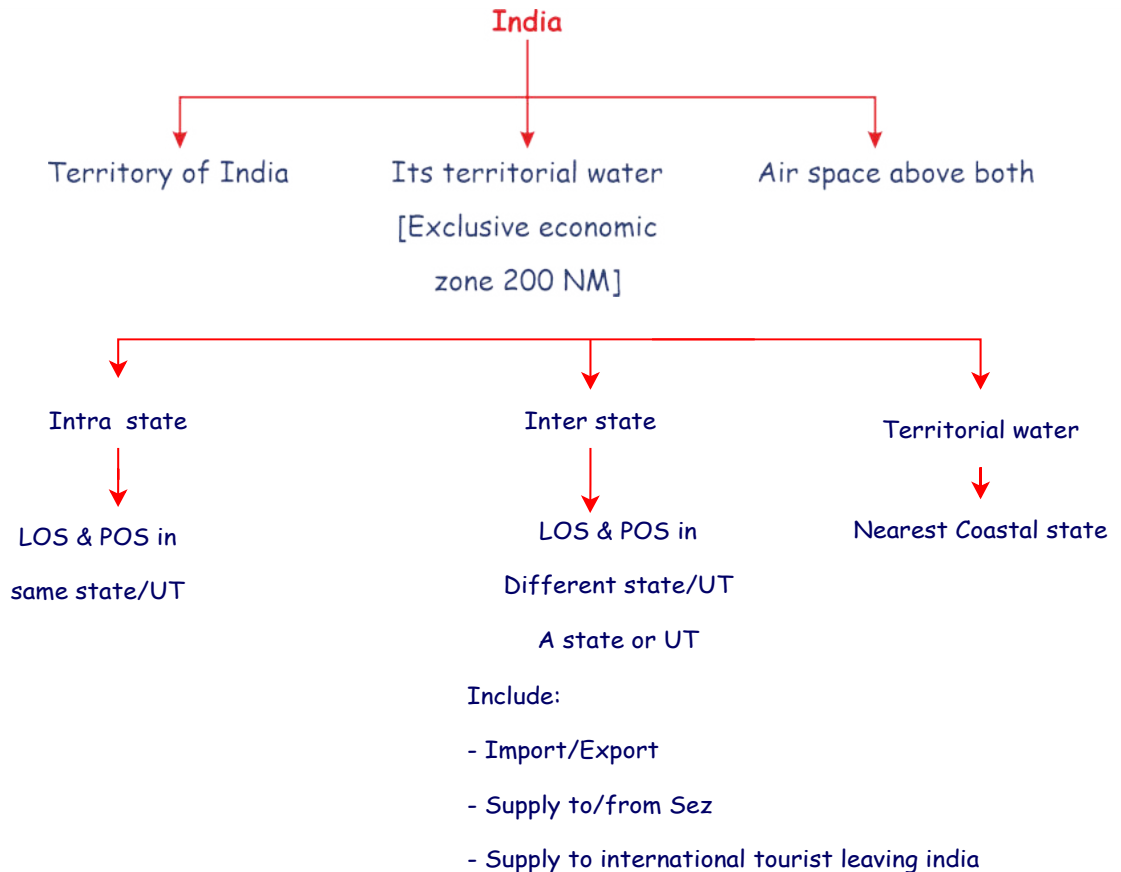 India
Territory of India
Its territorial water
[Exclusive economic
zone 200 NM]
Air space above both
Intra state
LOS & POS in
same state/UT
Inter state
LOS & POS in
Different state/UT
A state or UT
Include:
- Import/Export
- Supply to/from Sez
- Supply to international tourist leaving india
Territorial water
Nearest Coastal state